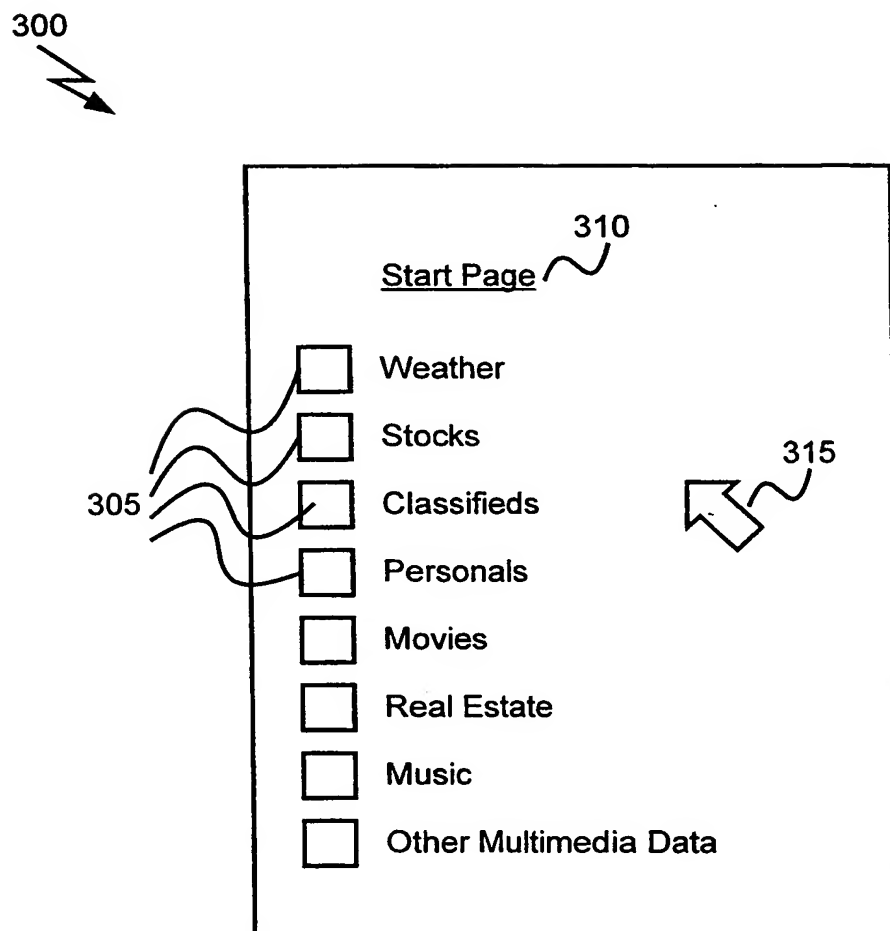 300
310
Start Page
Weather
Stocks
315
305
Classifieds
Personals
Movies
Real Estate
Music
Other Multimedia Data